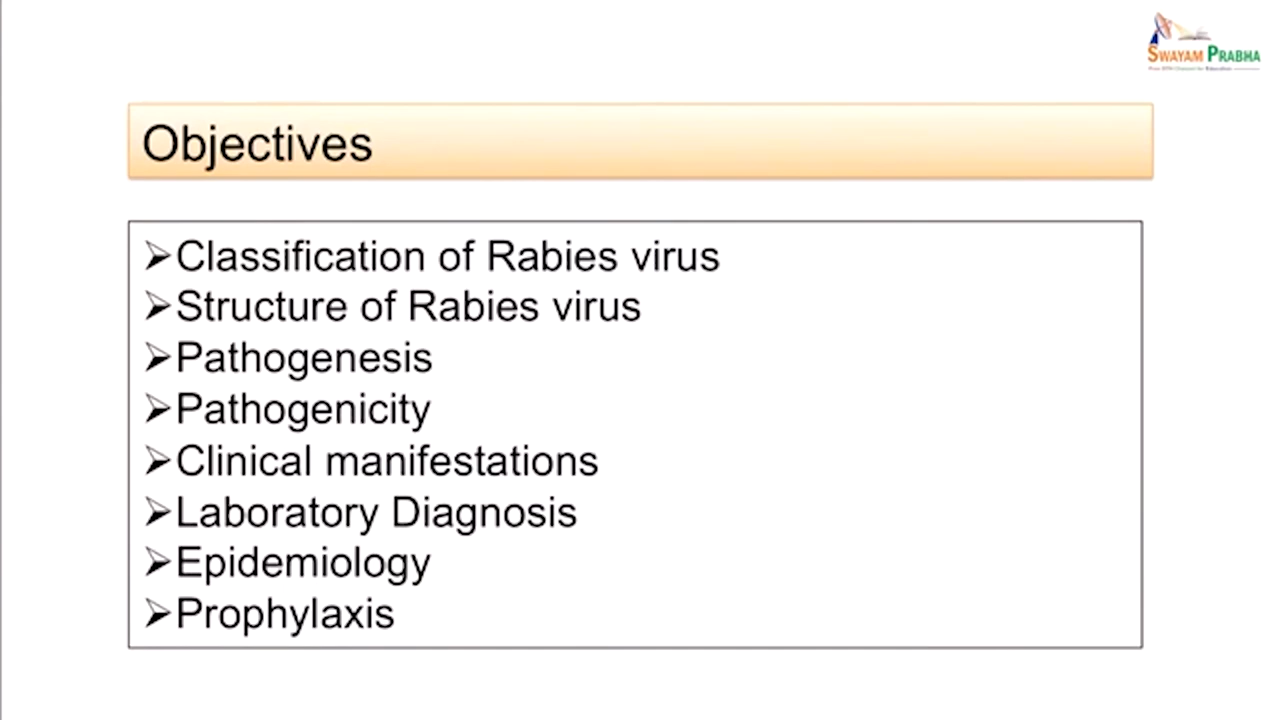 SWAYAM PRABHA
Objectives
➢Classification of Rabies virus
➢Structure of Rabies virus
➢Pathogenesis
➢Pathogenicity
➢Clinical manifestations
➢Laboratory Diagnosis
➢Epidemiology
➢Prophylaxis